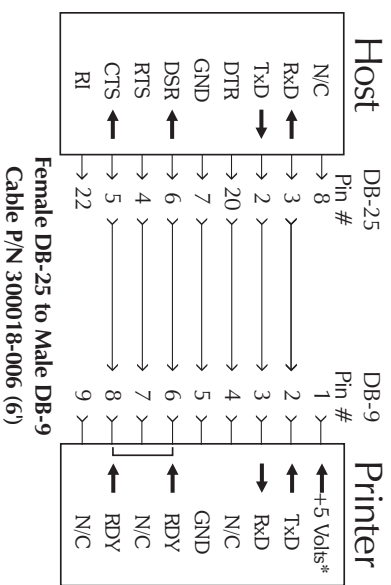 Host DB-25 DB-9 Printer
Pin # Pin #
N/C 8 1 +5 Volts*
RxD 3 2 TxD
TxD 2 3 RxD
DTR 20 4 N/C
GND 7 5 GND
DSR 6 6 RDY
RTS 4 7 N/C
CTS 5 8 RDY
RI 22 9 N/C
Female DB-25 to Male DB-9
Cable P/N 300018-006 (6')